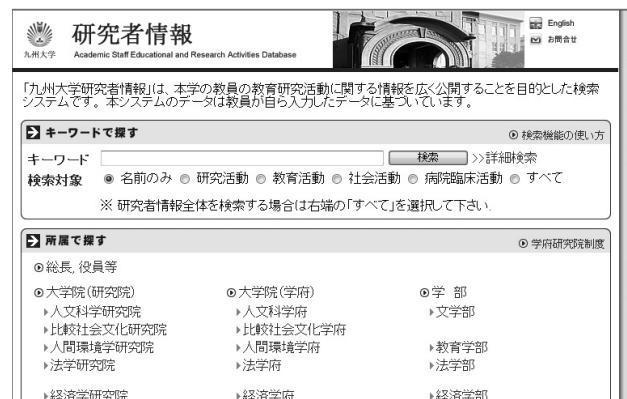 研究者情報
English
九州大学
Academic Staff Educational and Research Activities Database
お問合せ
「九州大学研究者情報」は、本学の教員の教育研究活動に関する情報を広く公開することを目的とした検索
システムです。本システムのデータは教員が自ら入力したデータに基づいています。
キーワードで探す
検索機能の使い方
キーワード 検索 >>詳細検索
検索対象 名前のみ 研究活動 教育活動 社会活動 病院臨床活動 すべて
※ 研究者情報全体を検索する場合は右端の「すべて」を選択して下さい.
所属で探す
学府研究院制度
総長, 役員等
大学院(研究院) 大学院(学府) 学 部
人文科学研究院 人文科学府 文学部
比較社会文化研究院 比較社会文化学府
人間環境学研究院 人間環境学府 教育学部
法学研究院 法学府 法学部
経済学研究院 経済学府 経済学部